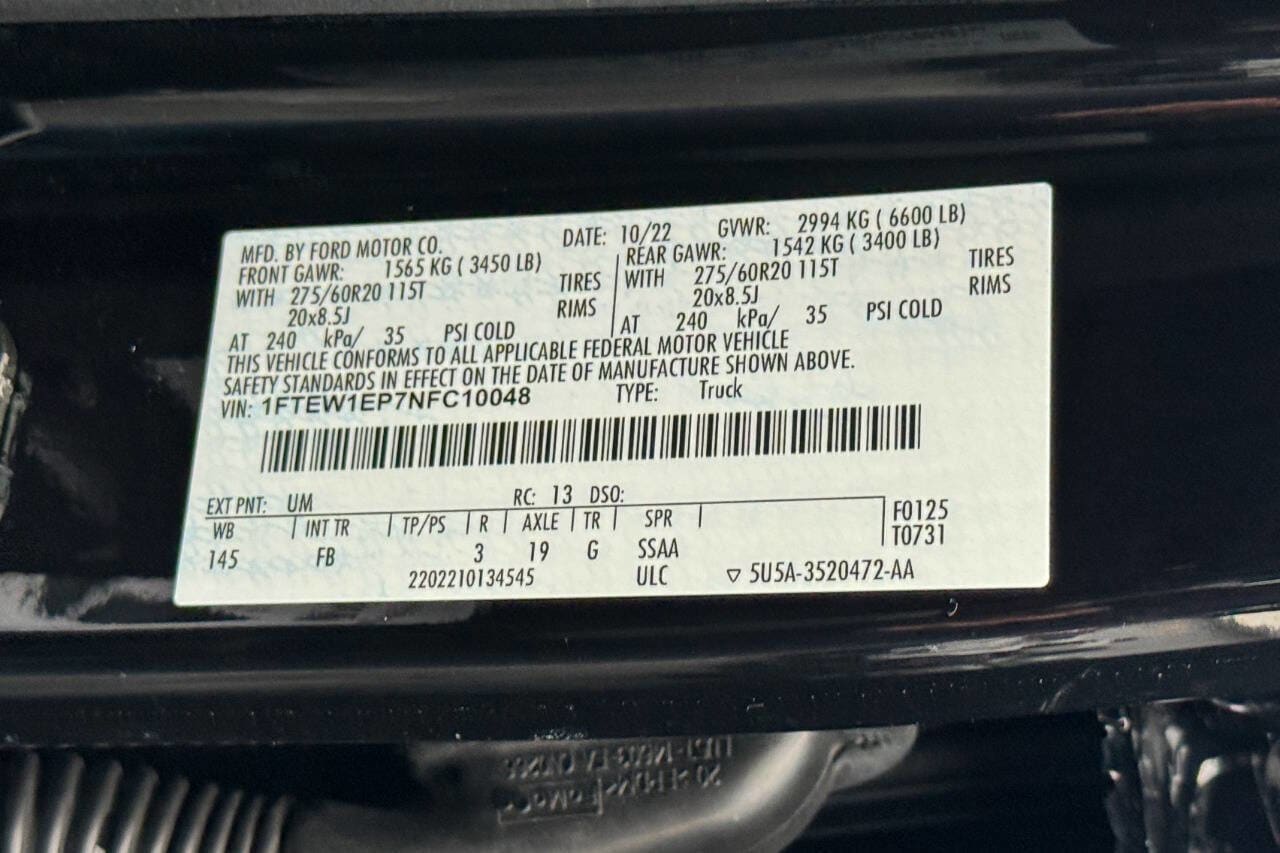 MFD. BY FORD MOTOR CO. DATE: 10/22 GVWR: 2994 KG ( 6600 LB)
FRONT GAWR: 1565 KG ( 3450 LB) REAR GAWR: 1542 KG ( 3400 LB)
WITH 275/60R20 115T TIRES WITH 275/60R20 115T TIRES
20x8.5J RIMS 20x8.5J RIMS
AT 240 kPa/ 35 PSI COLD AT 240 kPa/ 35 PSI COLD
THIS VEHICLE CONFORMS TO ALL APPLICABLE FEDERAL MOTOR VEHICLE
SAFETY STANDARDS IN EFFECT ON THE DATE OF MANUFACTURE SHOWN ABOVE.
VIN: 1FTEW1EP7NFC10048 TYPE: Truck
EXT PNT: UM RC: 13 DSO:
WB INT TR TP/PS R AXLE TR SPR F0125
T0731
145 FB 3 19 G SSAA
2202210134545 ULC ▽ 5U5A-3520472-AA